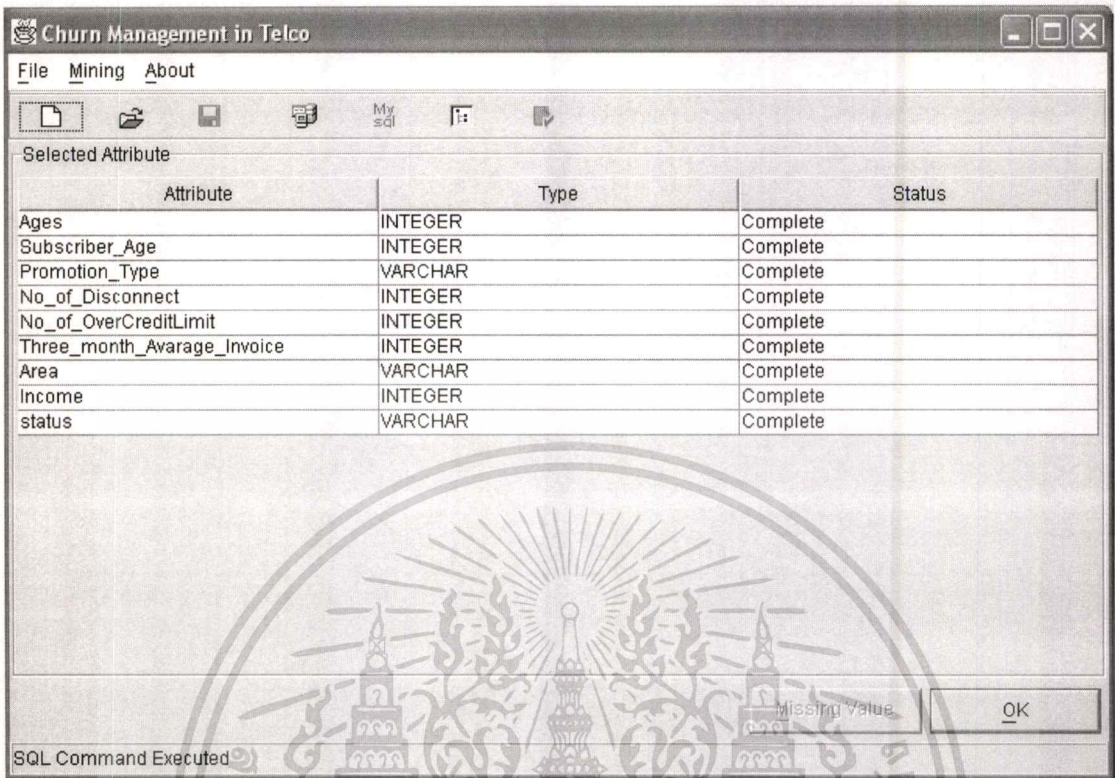 Churn Management in Telco
File Mining About
My sql
Selected Attribute
Attribute Type Status
Ages INTEGER Complete
Subscriber_Age INTEGER Complete
Promotion_Type VARCHAR Complete
No_of_Disconnect INTEGER Complete
No_of_OverCreditLimit INTEGER Complete
Three_month_Avarage_Invoice INTEGER Complete
Area VARCHAR Complete
Income INTEGER Complete
status VARCHAR Complete
Missing Value OK
SQL Command Executed